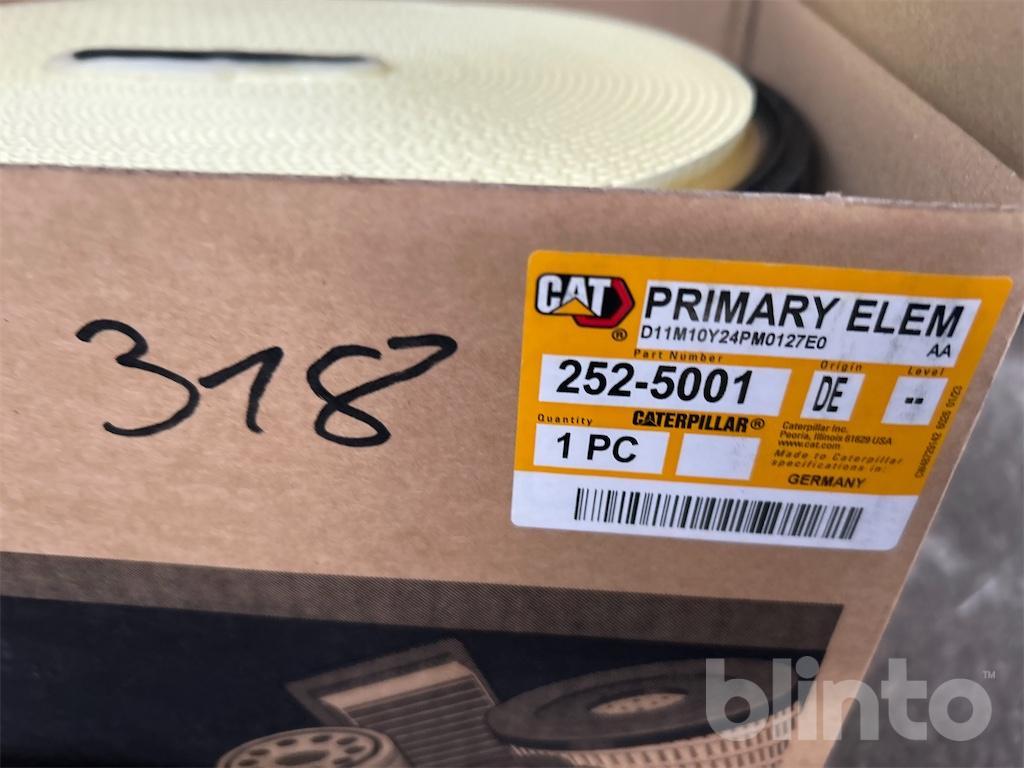 318
CAT
®
PRIMARY ELEM
D11M10Y24PM0127E0
AA
Part Number
Origin
Level
252-5001
DE
--
Quantity
CATERPILLAR®
1 PC
Caterpillar Inc.
Peoria, Illinois 61629 USA
www.cat.com
Made to Caterpillar
specifications in:
GERMANY
blinto™